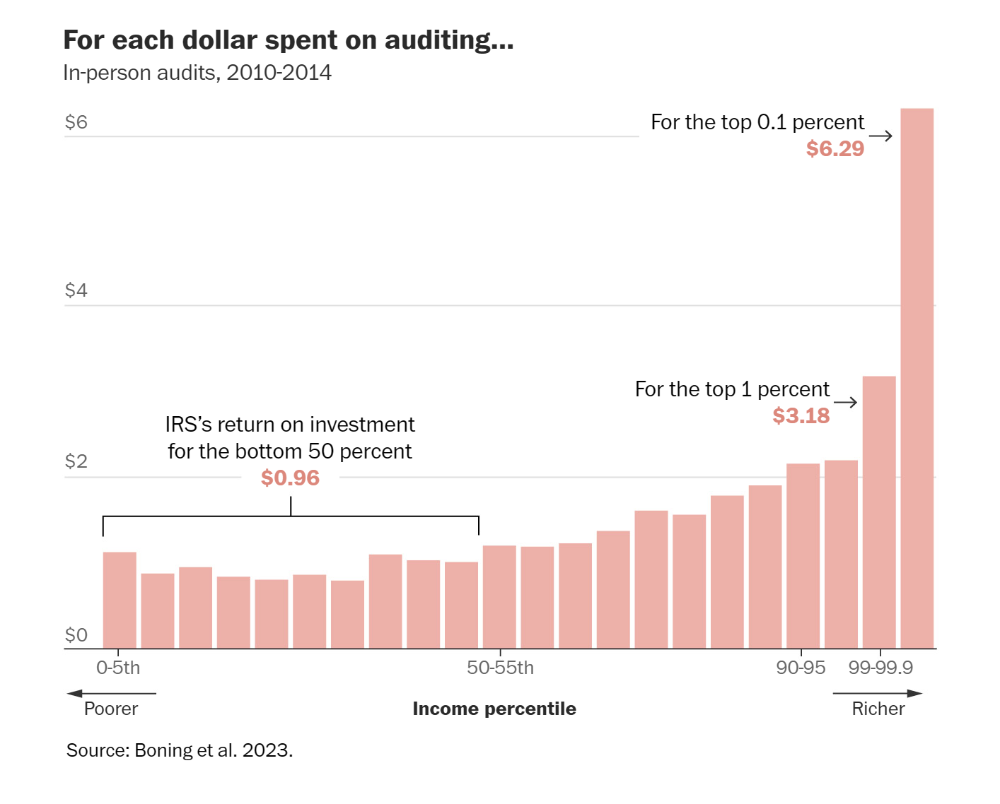 For each dollar spent on auditing...
In-person audits, 2010-2014
$6
For the top 0.1 percent
$6.29
$4
For the top 1 percent
$3.18
IRS’s return on investment
for the bottom 50 percent
$0.96
$2
$0
0-5th
50-55th
90-95
99-99.9
Poorer
Income percentile
Richer
Source: Boning et al. 2023.